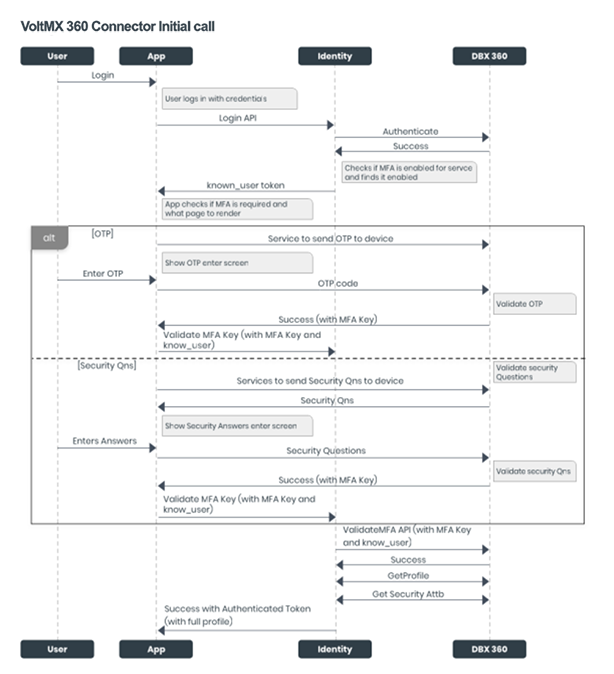 VoltMX 360 Connector Initial call
User
App
Identity
DBX 360
Login
User logs in with credentials
Login API
Authenticate
Success
Checks if MFA is enabled for servce
and finds it enabled
known_user token
App checks if MFA is required and
what page to render
alt
[OTP]
Service to send OTP to device
Show OTP enter screen
Enter OTP
OTP code
Validate OTP
Success (with MFA Key)
Validate MFA Key (with MFA Key and
know_user)
[Security Qns]
Validate security
Questions
Services to send Security Qns to device
Security Qns
Show Security Answers enter screen
Enters Answers
Security Questions
Validate security Qns
Success (with MFA Key)
Validate MFA Key (with MFA Key and
know_user)
ValidateMFA API (with MFA Key
and know_user)
Success
GetProfile
Get Security Attb
Success with Authenticated Token
(with full profile)
User
App
Identity
DBX 360